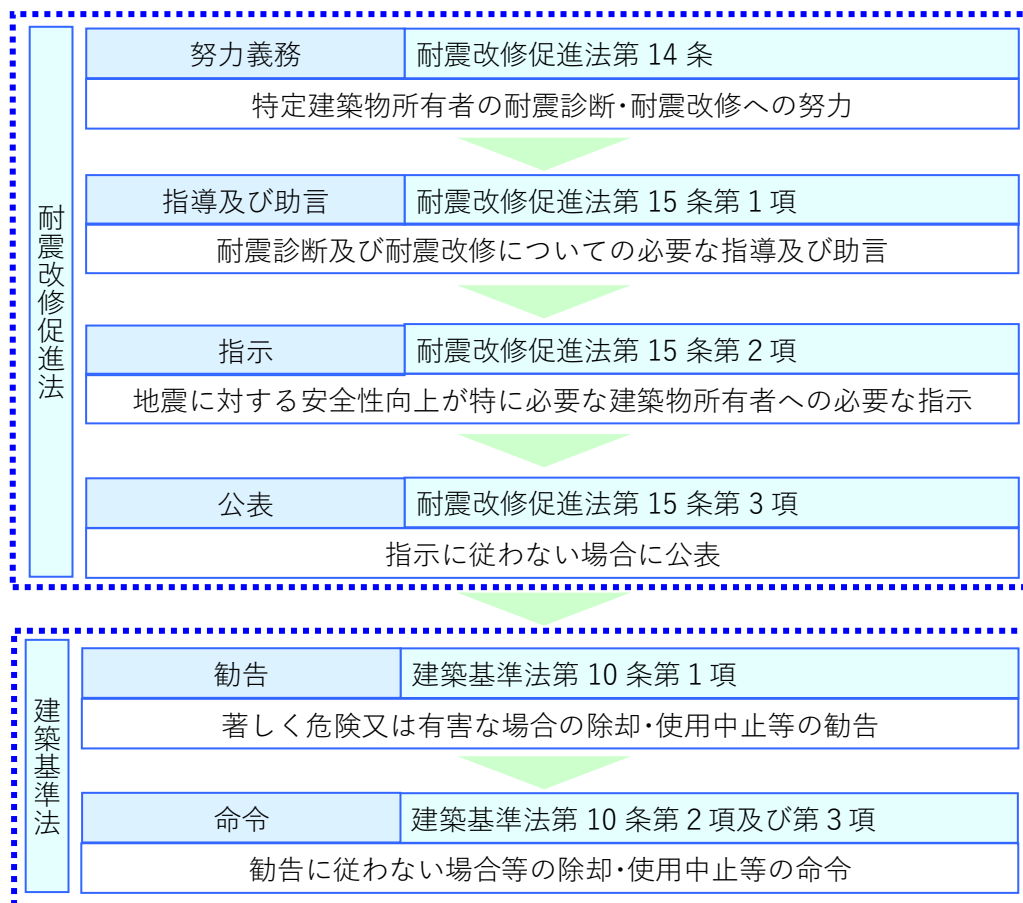 耐震改修促進法
努力義務
耐震改修促進法第 14 条
特定建築物所有者の耐震診断･耐震改修への努力
指導及び助言
耐震改修促進法第 15 条第 1 項
耐震診断及び耐震改修についての必要な指導及び助言
指示
耐震改修促進法第 15 条第 2 項
地震に対する安全性向上が特に必要な建築物所有者への必要な指示
公表
耐震改修促進法第 15 条第 3 項
指示に従わない場合に公表
建築基準法
勧告
建築基準法第 10 条第 1 項
著しく危険又は有害な場合の除却･使用中止等の勧告
命令
建築基準法第 10 条第 2 項及び第 3 項
勧告に従わない場合等の除却･使用中止等の命令